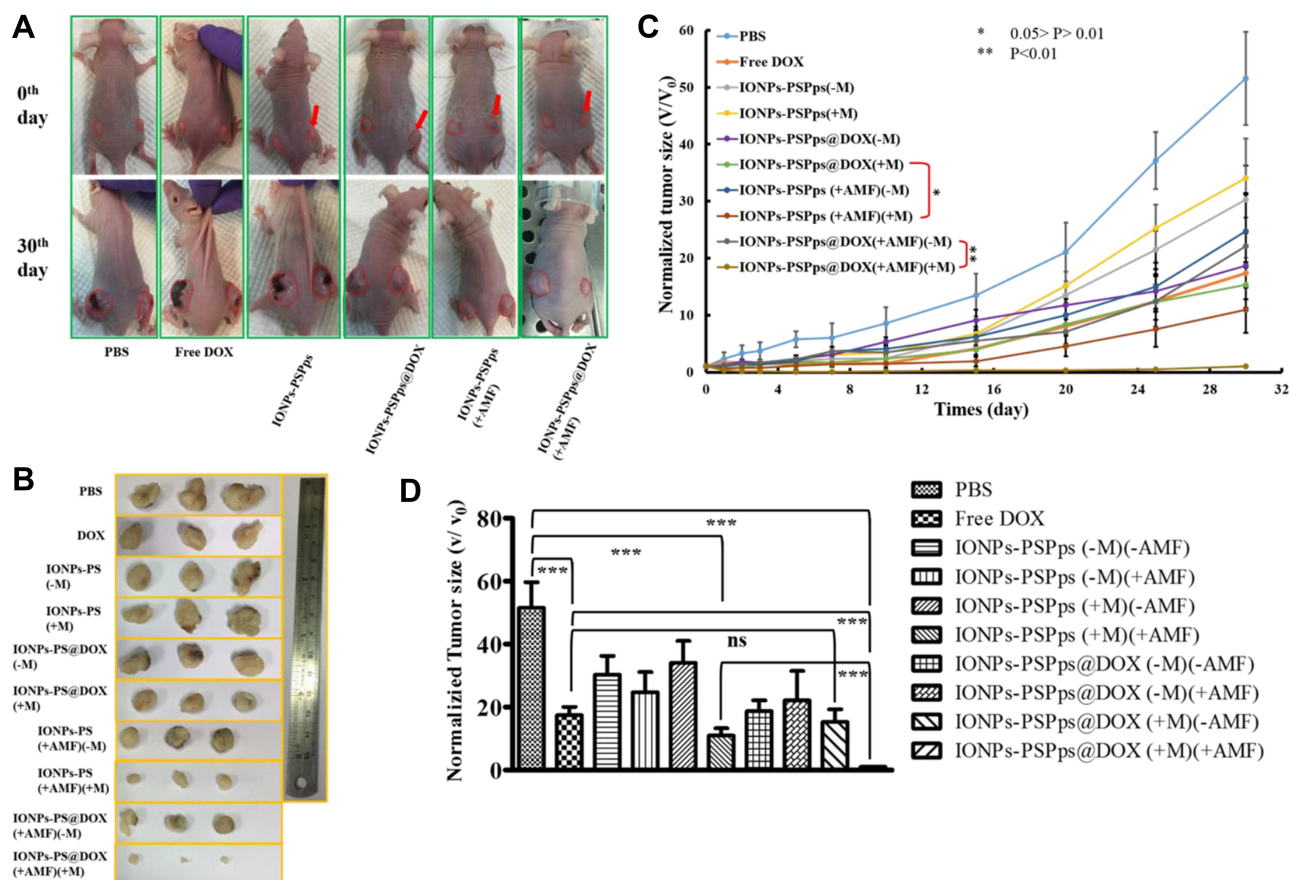 A
0th
day
30th
day
PBS
Free DOX
IONPs-PSPps
IONPs-PSPps@DOX
IONPs-PSPps
(+AMF)
IONPs-PSPps@DOX
(+AMF)
B
PBS
DOX
IONPs-PS
(-M)
IONPs-PS
(+M)
IONPs-PS@DOX
(-M)
IONPs-PS@DOX
(+M)
IONPs-PS
(+AMF)(-M)
IONPs-PS
(+AMF)(+M)
IONPs-PS@DOX
(+AMF)(-M)
IONPs-PS@DOX
(+AMF)(+M)
C
Normalized tumor size (V/V0)
60
50
40
30
20
10
0
0 4 8 12 16 20 24 28 32
Times (day)
PBS
Free DOX
IONPs-PSPps(-M)
IONPs-PSPps(+M)
IONPs-PSPps@DOX(-M)
IONPs-PSPps@DOX(+M)
IONPs-PSPps (+AMF)(-M)
IONPs-PSPps (+AMF)(+M)
IONPs-PSPps@DOX(+AMF)(-M)
IONPs-PSPps@DOX(+AMF)(+M)
*
**
* 0.05> P> 0.01
** P<0.01
D
Normalizied Tumor size (v/ v0)
80
60
40
20
0
***
***
***
***
ns
***
PBS
Free DOX
IONPs-PSPps (-M)(-AMF)
IONPs-PSPps (-M)(+AMF)
IONPs-PSPps (+M)(-AMF)
IONPs-PSPps (+M)(+AMF)
IONPs-PSPps@DOX (-M)(-AMF)
IONPs-PSPps@DOX (-M)(+AMF)
IONPs-PSPps@DOX (+M)(-AMF)
IONPs-PSPps@DOX (+M)(+AMF)